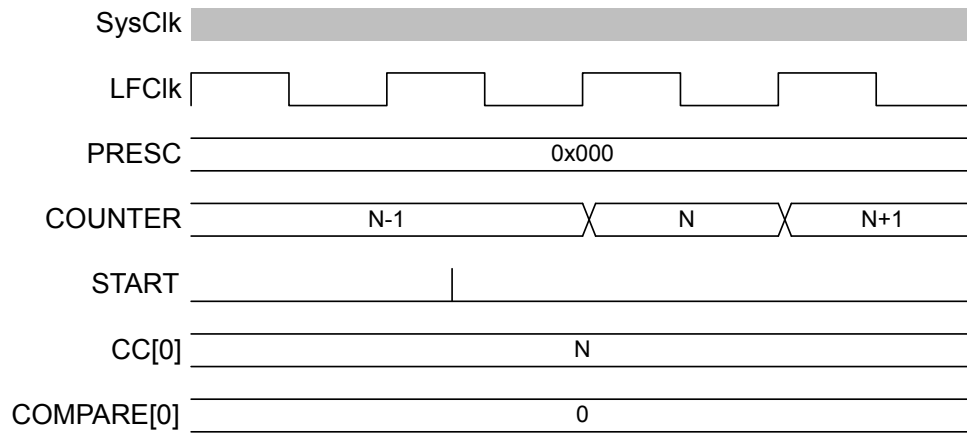 SysClk
LFClk
PRESC 0x000
COUNTER N-1 N N+1
START
CC[0] N
COMPARE[0] 0